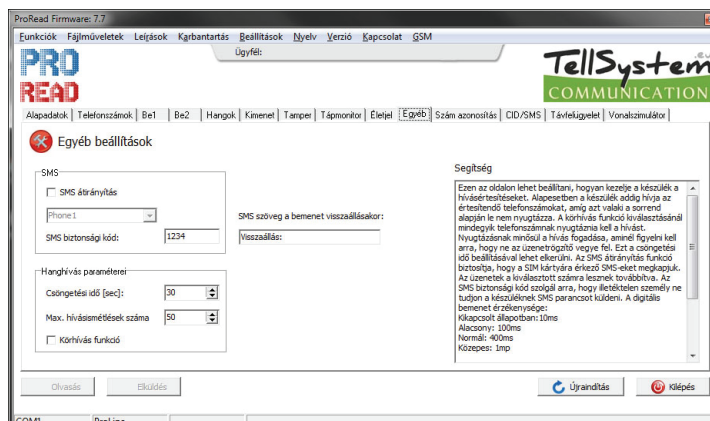 ProRead Firmware: 7.7
Funkciók Fájlműveletek Leírások Karbantartás Beállítások Nyelv Verzió Kapcsolat GSM
Ügyfél:
PRO
READ
TellSystem
COMMUNICATION
Alapadatok Telefonszámok Be1 Be2 Hangok Kimenet Tamper Tápmonitor Életjel Egyéb Szám azonosítás CID/SMS Távfelügyelet Vonalszimulátor
Egyéb beállítások
SMS
SMS átirányítás
Phone1
SMS biztonsági kód: 1234
SMS szöveg a bemenet visszaállásakor:
Visszaállás:
Hanghívás paraméterei
Csöngetési idő [sec]: 30
Max. hívásismétlések száma 50
Körhívás funkció
Segítség
Ezen az oldalon lehet beállítani, hogyan kezelje a készülék a
hívásértesítéseket. Alapesetben a készülék addig hívja az
értesítendő telefonszámokat, amíg azt valaki a sorrend
alapján le nem nyugtázza. A körhívás funkció kiválasztásánál
mindegyik telefonszámnak nyugtáznia kell a hívást.
Nyugtázásnak minősül a hívás fogadása, aminél figyelni kell
arra, hogy ne az üzenetrögzítő vegye fel. Ezt a csöngetési
idő beállításával lehet elkerülni. Az SMS átirányítás funkció
biztosítja, hogy a SIM kártyára érkező SMS-eket megkapjuk.
Az üzenetek a kiválasztott számra lesznek továbbítva. Az
SMS biztonsági kód szolgál arra, hogy illetéktelen személy ne
tudjon a készüléknek SMS parancsot küldeni. A digitális
bemenet érzékenysége:
Kikapcsolt állapotban:10ms
Alacsony: 100ms
Normál: 400ms
Közepes: 1mp
Olvasás Elküldés Újraindítás Kilépés
COM1 ProLine